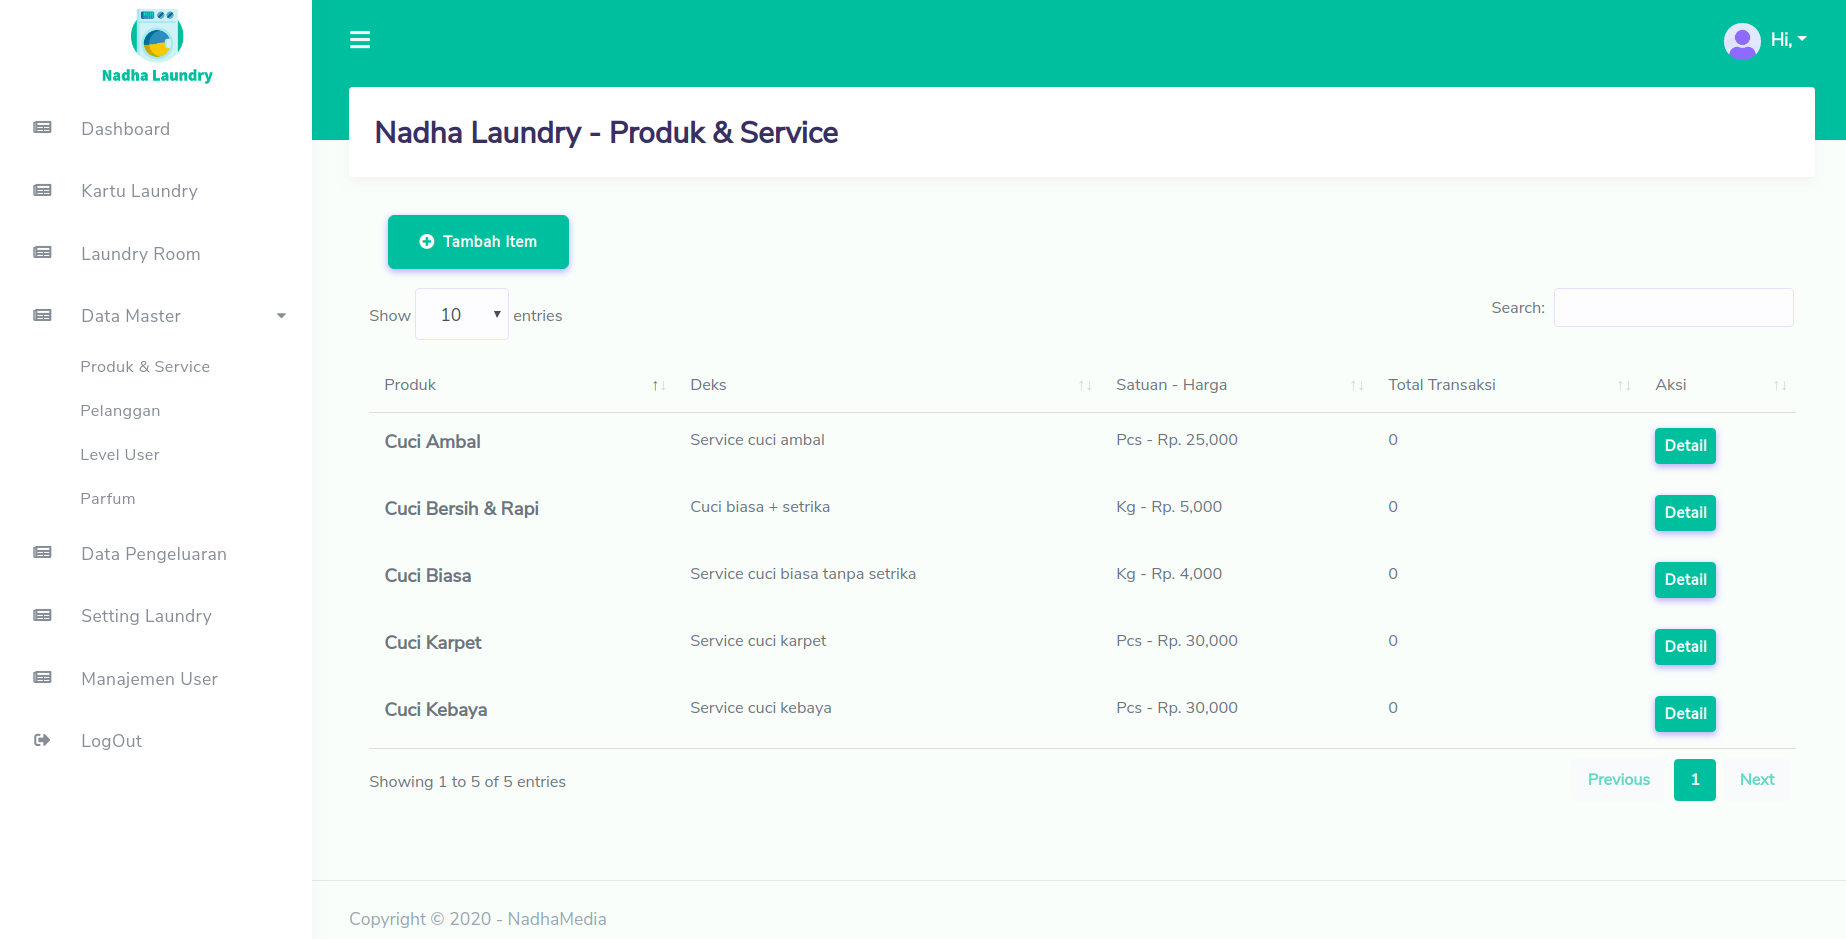 Nadha Laundry
Dashboard
Kartu Laundry
Laundry Room
Data Master
Produk & Service
Pelanggan
Level User
Parfum
Data Pengeluaran
Setting Laundry
Manajemen User
LogOut
Hi,
Nadha Laundry - Produk & Service
Tambah Item
Show 10 entries
Search:
Produk Deks Satuan - Harga Total Transaksi Aksi
Cuci Ambal Service cuci ambal Pcs - Rp. 25,000 0 Detail
Cuci Bersih & Rapi Cuci biasa + setrika Kg - Rp. 5,000 0 Detail
Cuci Biasa Service cuci biasa tanpa setrika Kg - Rp. 4,000 0 Detail
Cuci Karpet Service cuci karpet Pcs - Rp. 30,000 0 Detail
Cuci Kebaya Service cuci kebaya Pcs - Rp. 30,000 0 Detail
Showing 1 to 5 of 5 entries
Previous 1 Next
Copyright © 2020 - NadhaMedia